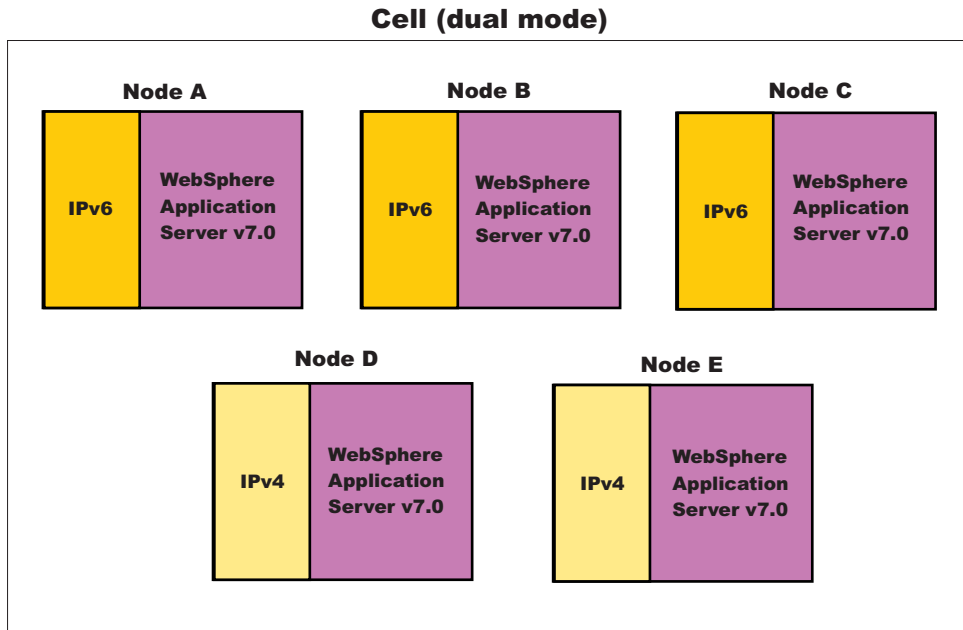 Cell (dual mode)
Node A
Node B
Node C
IPv6
WebSphere
Application
Server v7.0
IPv6
WebSphere
Application
Server v7.0
IPv6
WebSphere
Application
Server v7.0
Node D
Node E
IPv4
WebSphere
Application
Server v7.0
IPv4
WebSphere
Application
Server v7.0